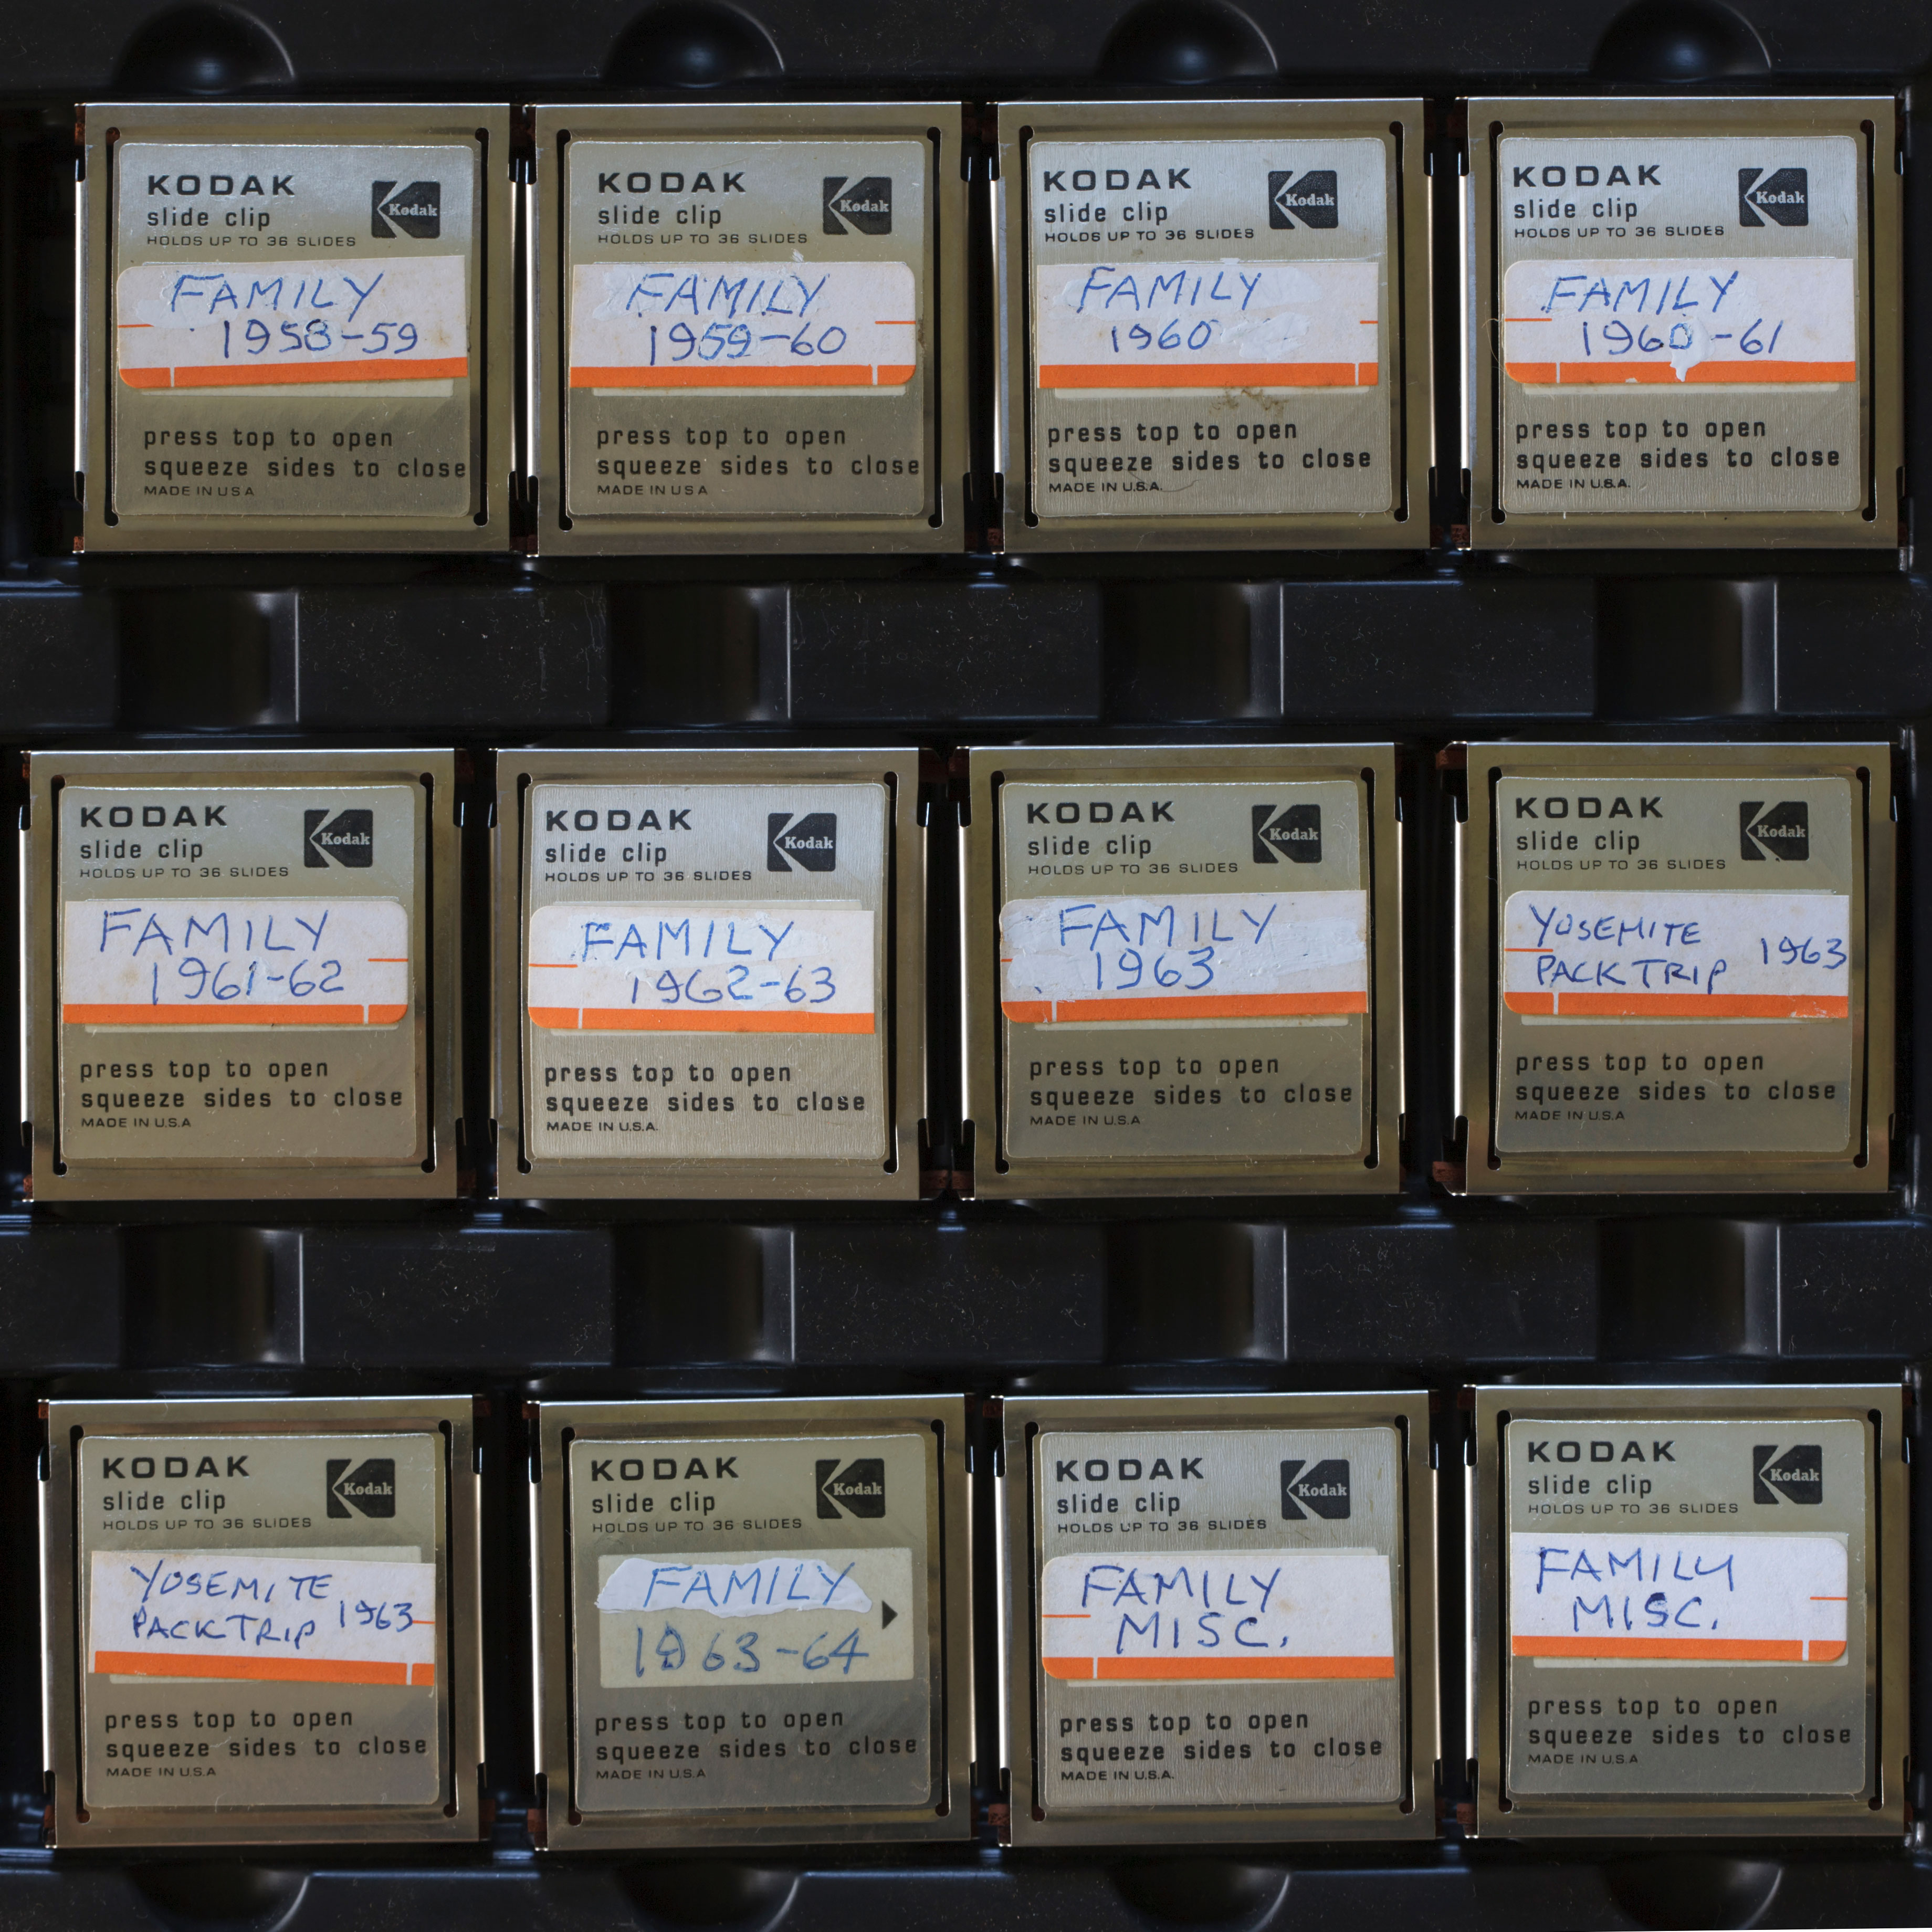 KODAK
Kodak
slide clip
HOLDS UP TO 36 SLIDES
FAMILY
1958-59
press top to open
squeeze sides to close
MADE IN USA
KODAK
Kodak
slide clip
HOLDS UP TO 36 SLIDES
FAMILY
1959-60
press top to open
squeeze sides to close
MADE IN USA
KODAK
Kodak
slide clip
HOLDS UP TO 36 SLIDES
FAMILY
1960
press top to open
squeeze sides to close
MADE IN U.S.A.
KODAK
Kodak
slide clip
HOLDS UP TO 36 SLIDES
FAMILY
1960-61
press top to open
squeeze sides to close
MADE IN U.S.A.
KODAK
Kodak
slide clip
HOLDS UP TO 36 SLIDES
FAMILY
1961-62
press top to open
squeeze sides to close
MADE IN U.S.A
KODAK
Kodak
slide clip
HOLDS UP TO 36 SLIDES
FAMILY
1962-63
press top to open
squeeze sides to close
MADE IN U.S.A.
KODAK
Kodak
slide clip
HOLDS UP TO 36 SLIDES
FAMILY
1963
press top to open
squeeze sides to close
MADE IN U.S.A
KODAK
Kodak
slide clip
HOLDS UP TO 36 SLIDES
YOSEMITE
PACK TRIP 1963
press top to open
squeeze sides to close
MADE IN U.S.A
KODAK
Kodak
slide clip
HOLDS UP TO 36 SLIDES
YOSEMITE
PACK TRIP 1963
press top to open
squeeze sides to close
MADE IN U.S.A
KODAK
Kodak
slide clip
HOLDS UP TO 36 SLIDES
FAMILY
1963-64
press top to open
squeeze sides to close
MADE IN U.S.A
KODAK
Kodak
slide clip
HOLDS UP TO 36 SLIDES
FAMILY
MISC.
press top to open
squeeze sides to close
MADE IN U.S.A.
KODAK
Kodak
slide clip
HOLDS UP TO 36 SLIDES
FAMILY
MISC.
press top to open
squeeze sides to close
MADE IN U.S.A